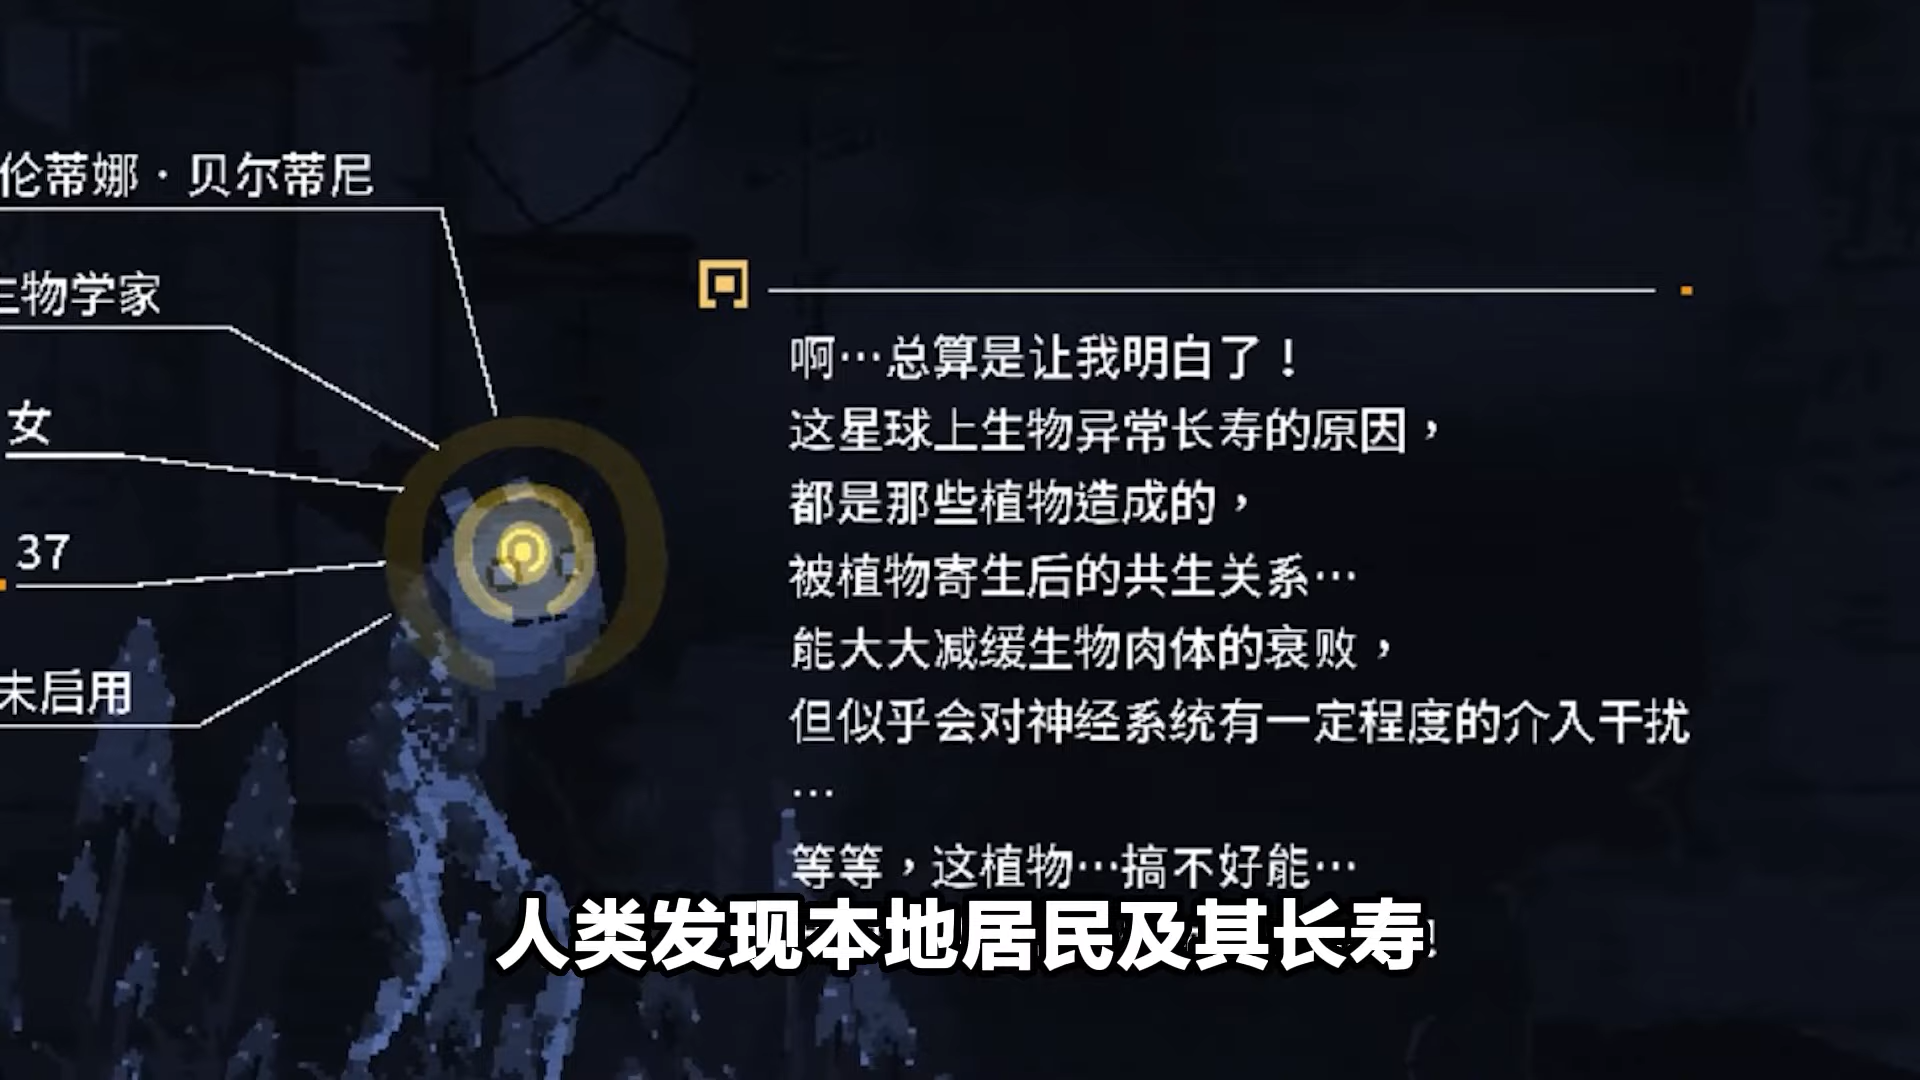 伦蒂娜·贝尔蒂尼
生物学家
女
37
未启用
啊…总算是让我明白了！
这星球上生物异常长寿的原因，
都是那些植物造成的，
被植物寄生后的共生关系…
能大大减缓生物肉体的衰败，
但似乎会对神经系统有一定程度的介入干扰
…
等等，这植物…搞不好能…
人类发现本地居民及其长寿